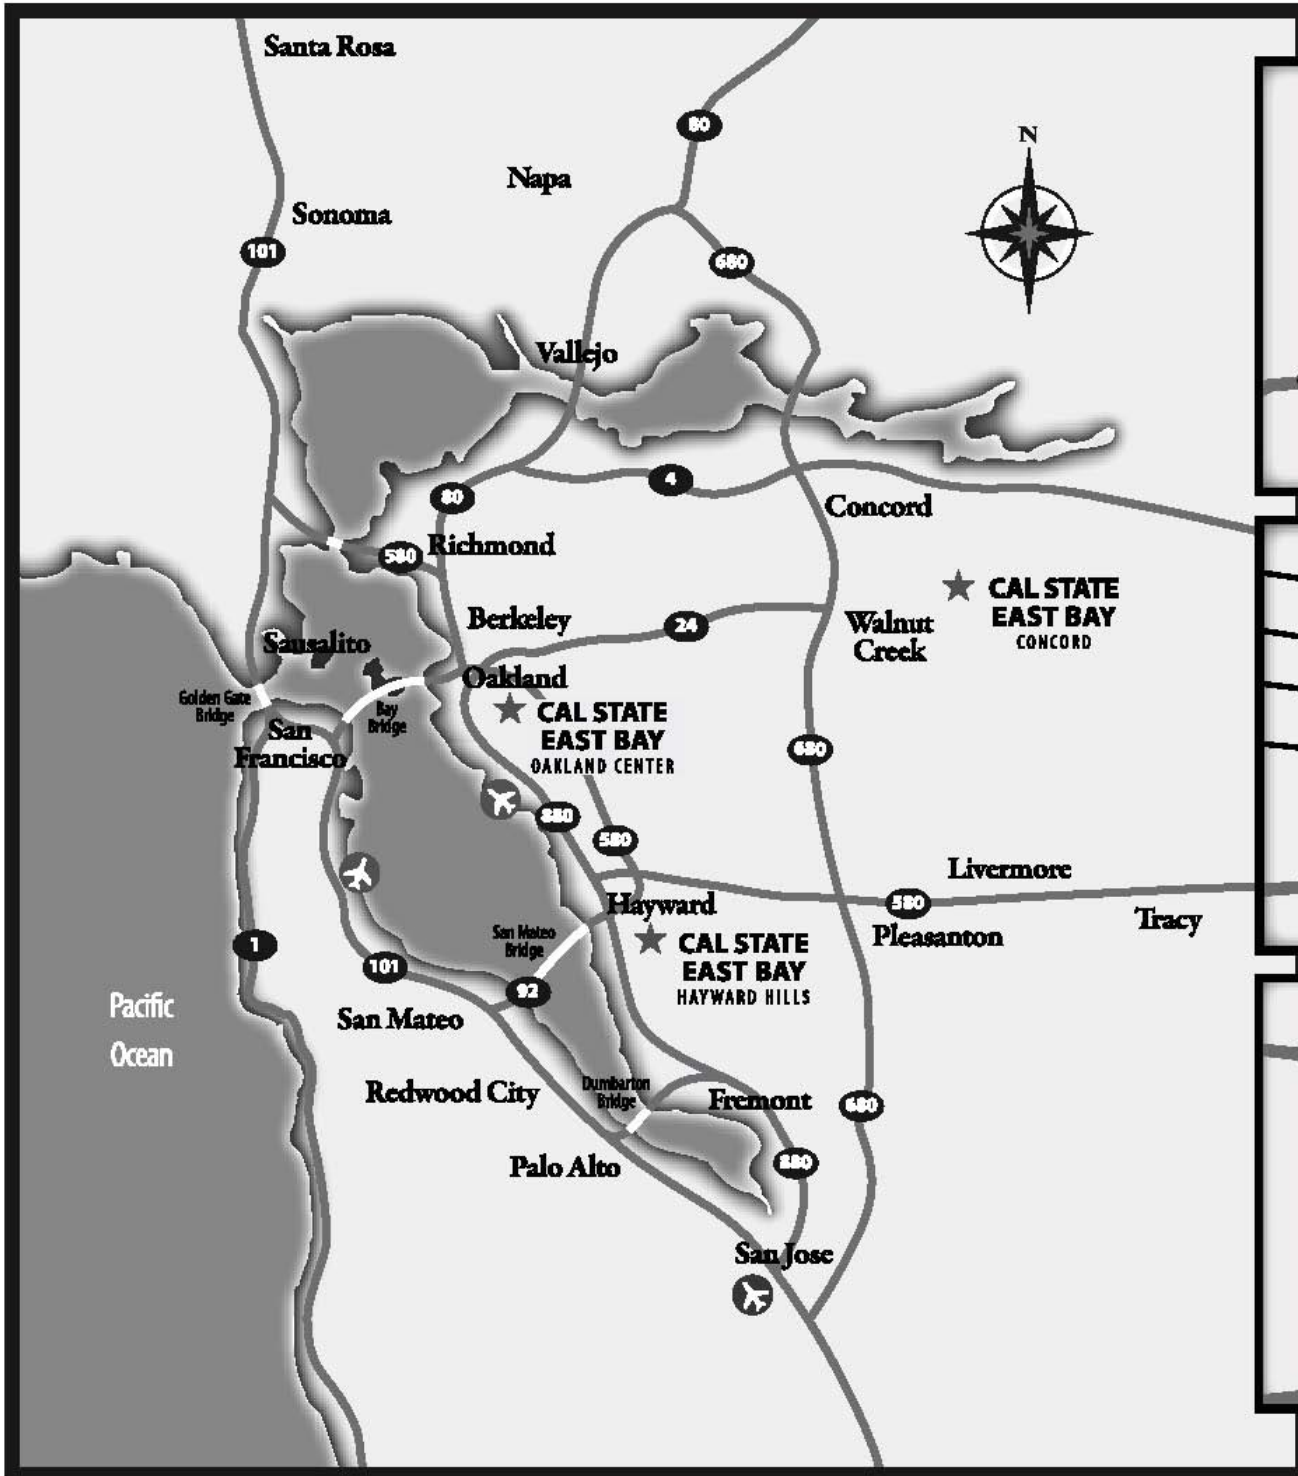 Santa Rosa
80
N
Napa
Sonoma
101
680
Vallejo
4
80
Concord
Richmond
580
CAL STATE
EAST BAY
CONCORD
Berkeley
24
Walnut
Creek
Sausalito
Oakland
Golden Gate
Bridge
Bay
Bridge
CAL STATE
EAST BAY
OAKLAND CENTER
San
Francisco
680
880
580
Livermore
580
Hayward
Tracy
Pleasanton
San Mateo
Bridge
CAL STATE
EAST BAY
HAYWARD HILLS
1
101
92
Pacific
Ocean
San Mateo
Redwood City
Dumbarton
Bridge
Fremont
680
Palo Alto
880
San Jose